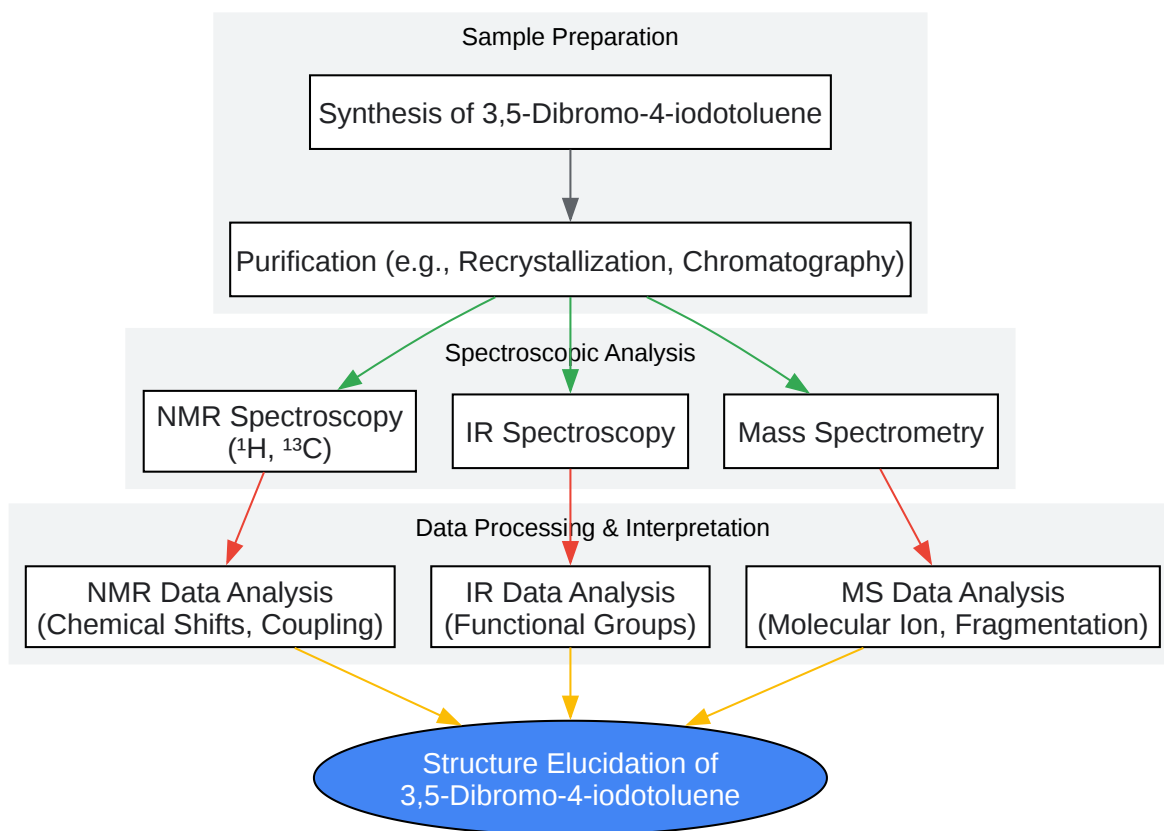 Sample Preparation
Synthesis of 3,5-Dibromo-4-iodotoluene
Purification (e.g., Recrystallization, Chromatography)
Spectroscopic Analysis
NMR Spectroscopy
(¹H, ¹³C)
IR Spectroscopy
Mass Spectrometry
Data Processing & Interpretation
NMR Data Analysis
(Chemical Shifts, Coupling)
IR Data Analysis
(Functional Groups)
MS Data Analysis
(Molecular Ion, Fragmentation)
Structure Elucidation of
3,5-Dibromo-4-iodotoluene